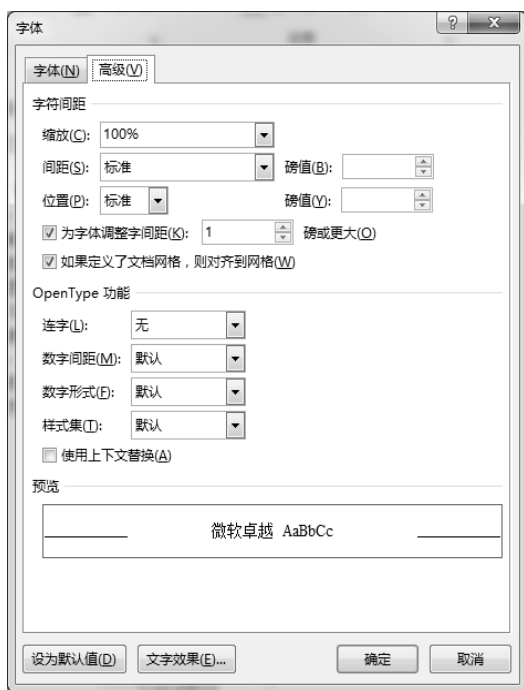 字体
字体(N) 高级(V)
字符间距
缩放(C): 100%
间距(S): 标准 磅值(B):
位置(P): 标准 磅值(Y):
为字体调整字间距(K): 1 磅或更大(O)
如果定义了文档网格，则对齐到网格(W)
OpenType 功能
连字(L): 无
数字间距(M): 默认
数字形式(F): 默认
样式集(T): 默认
使用上下文替换(A)
预览
微软卓越 AaBbCc
设为默认值(D) 文字效果(E)... 确定 取消